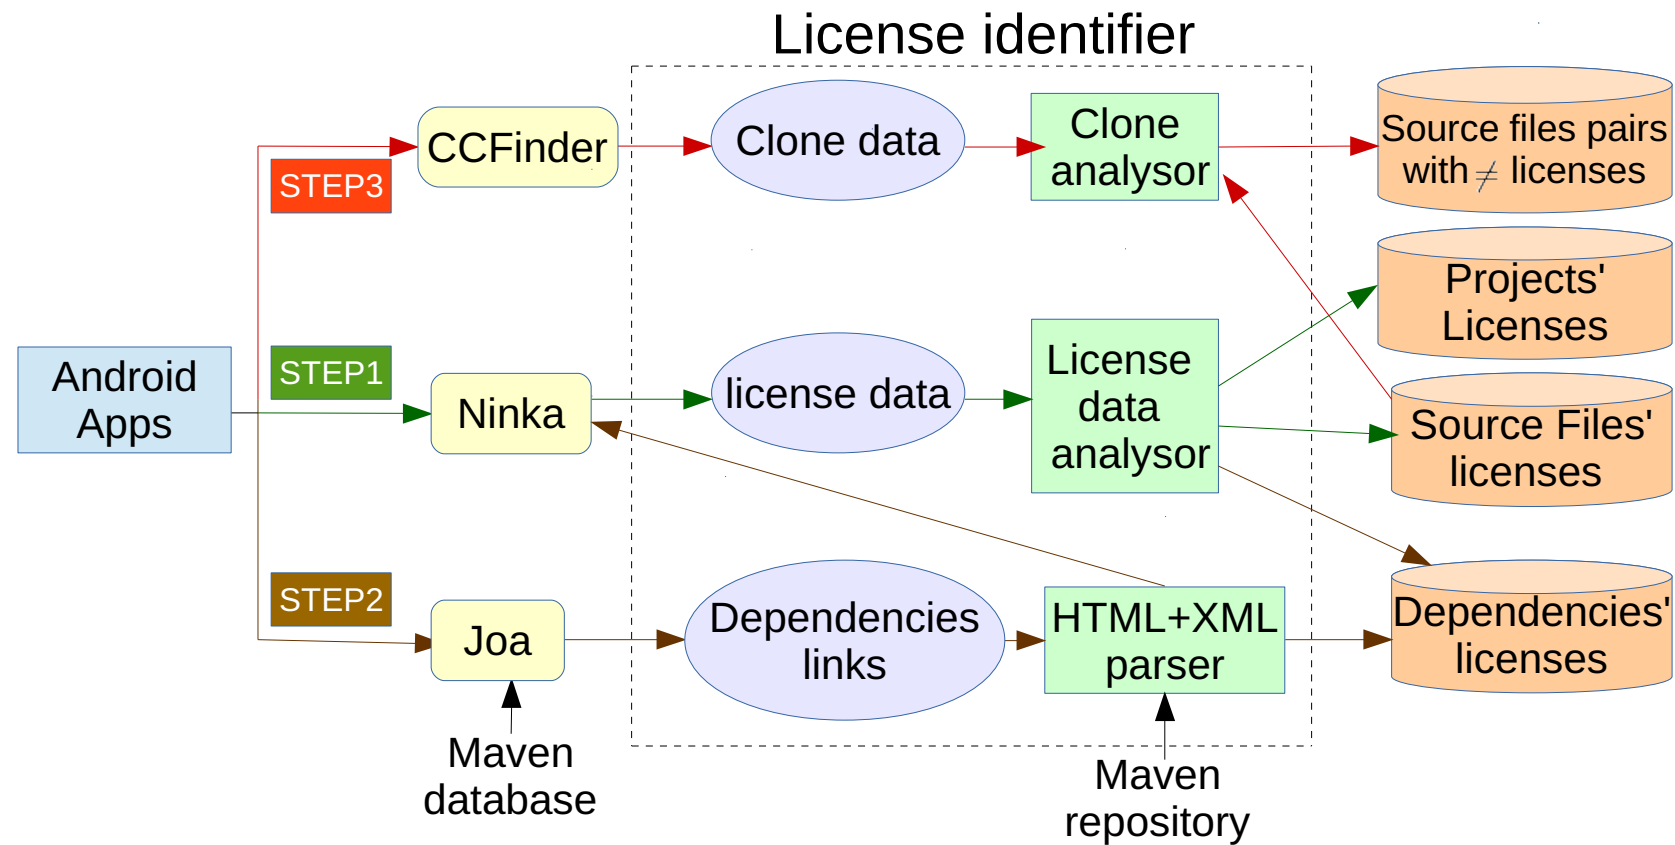 License identifier
CCFinder
Clone data
Clone
analysor
Source files pairs
with ≠ licenses
STEP3
Projects'
Licenses
Android
Apps
STEP1
Ninka
license data
License
data
analysor
Source Files'
licenses
STEP2
Joa
Dependencies
links
HTML+XML
parser
Dependencies'
licenses
Maven
database
Maven
repository